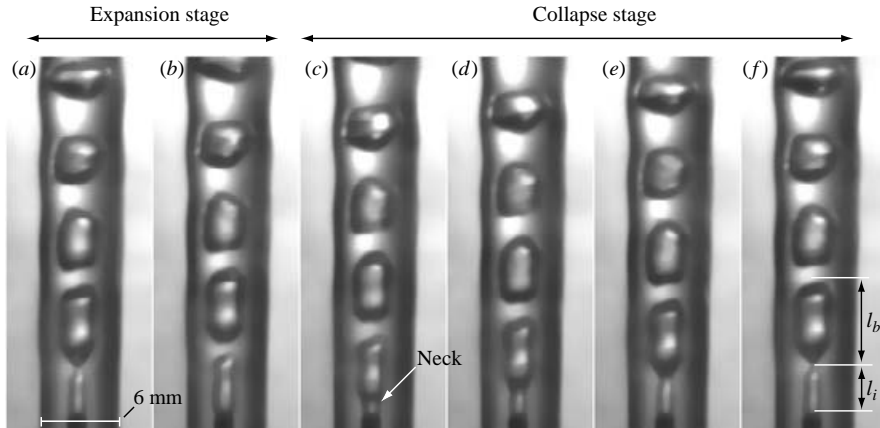 Expansion stage
Collapse stage
(a)
(b)
(c)
(d)
(e)
(f)
Neck
6 mm
l_b
l_i